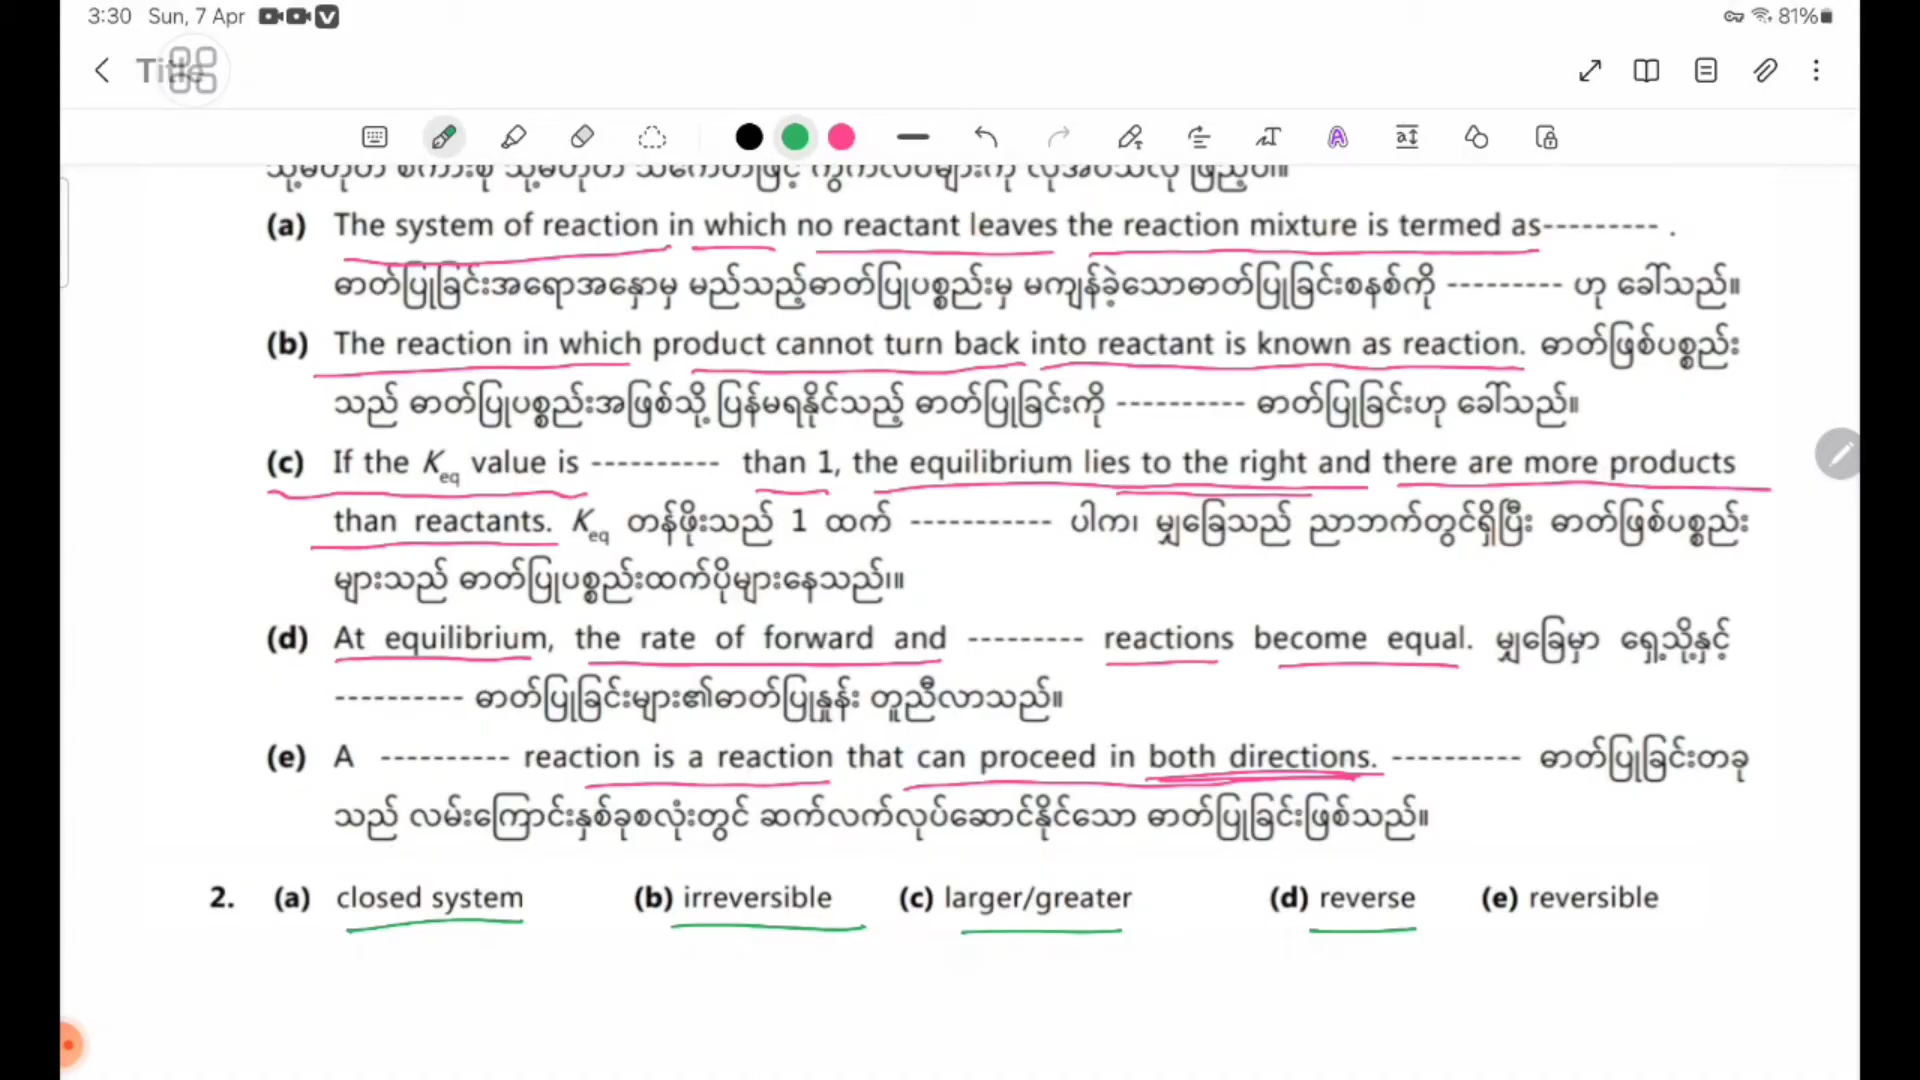 3:30 Sun, 7 Apr
81%
Title
(a) The system of reaction in which no reactant leaves the reaction mixture is termed as--------- .
ဓာတ်ပြုခြင်းအရောအနှောမှ မည်သည့်ဓာတ်ပြုပစ္စည်းမှ မကျန်ခဲ့သောဓာတ်ပြုခြင်းစနစ်ကို --------- ဟု ခေါ်သည်။
(b) The reaction in which product cannot turn back into reactant is known as reaction. ဓာတ်ဖြစ်ပစ္စည်း
သည် ဓာတ်ပြုပစ္စည်းအဖြစ်သို့ ပြန်မရနိုင်သည့် ဓာတ်ပြုခြင်းကို ---------- ဓာတ်ပြုခြင်းဟု ခေါ်သည်။
(c) If the Keq value is ---------- than 1, the equilibrium lies to the right and there are more products
than reactants. Keq တန်ဖိုးသည် 1 ထက် ----------- ပါက၊ မျှခြေသည် ညာဘက်တွင်ရှိပြီး ဓာတ်ဖြစ်ပစ္စည်း
များသည် ဓာတ်ပြုပစ္စည်းထက်ပိုများနေသည်၊။
(d) At equilibrium, the rate of forward and --------- reactions become equal. မျှခြေမှာ ရှေ့သို့နှင့်
---------- ဓာတ်ပြုခြင်းများ၏ဓာတ်ပြုနှုန်း တူညီလာသည်။
(e) A ---------- reaction is a reaction that can proceed in both directions. ---------- ဓာတ်ပြုခြင်းတခု
သည် လမ်းကြောင်းနှစ်ခုစလုံးတွင် ဆက်လက်လုပ်ဆောင်နိုင်သော ဓာတ်ပြုခြင်းဖြစ်သည်။
2. (a) closed system (b) irreversible (c) larger/greater (d) reverse (e) reversible